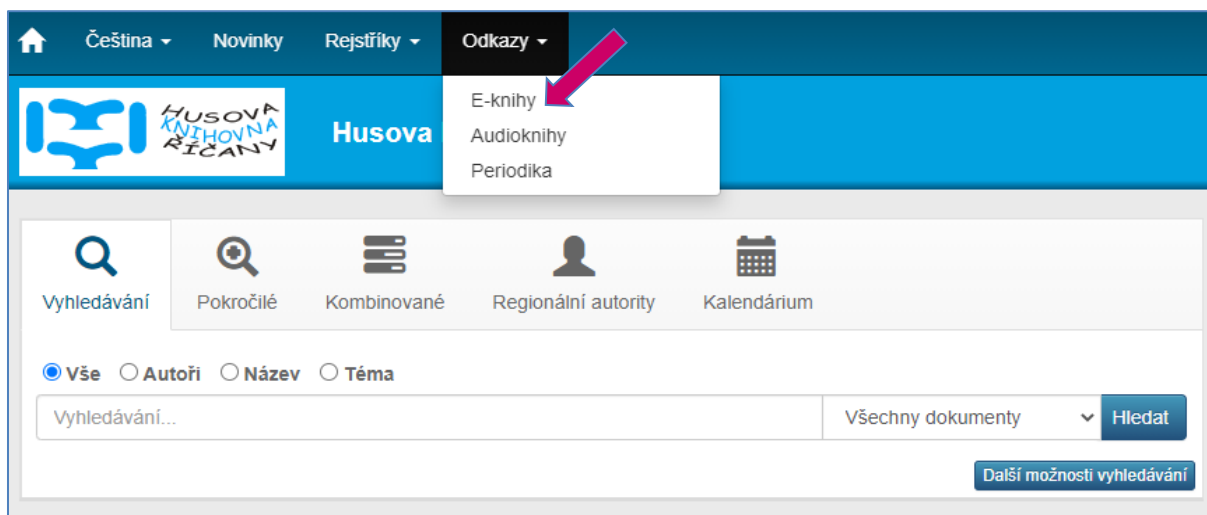 Čeština Novinky Rejstříky Odkazy
E-knihy
Audioknihy
Periodika
HUSOVA
KNIHOVNA
ŘÍČANY
Husova
Vyhledávání Pokročilé Kombinované Regionální autority Kalendárium
Vše Autoři Název Téma
Vyhledávání... Všechny dokumenty Hledat
Další možnosti vyhledávání